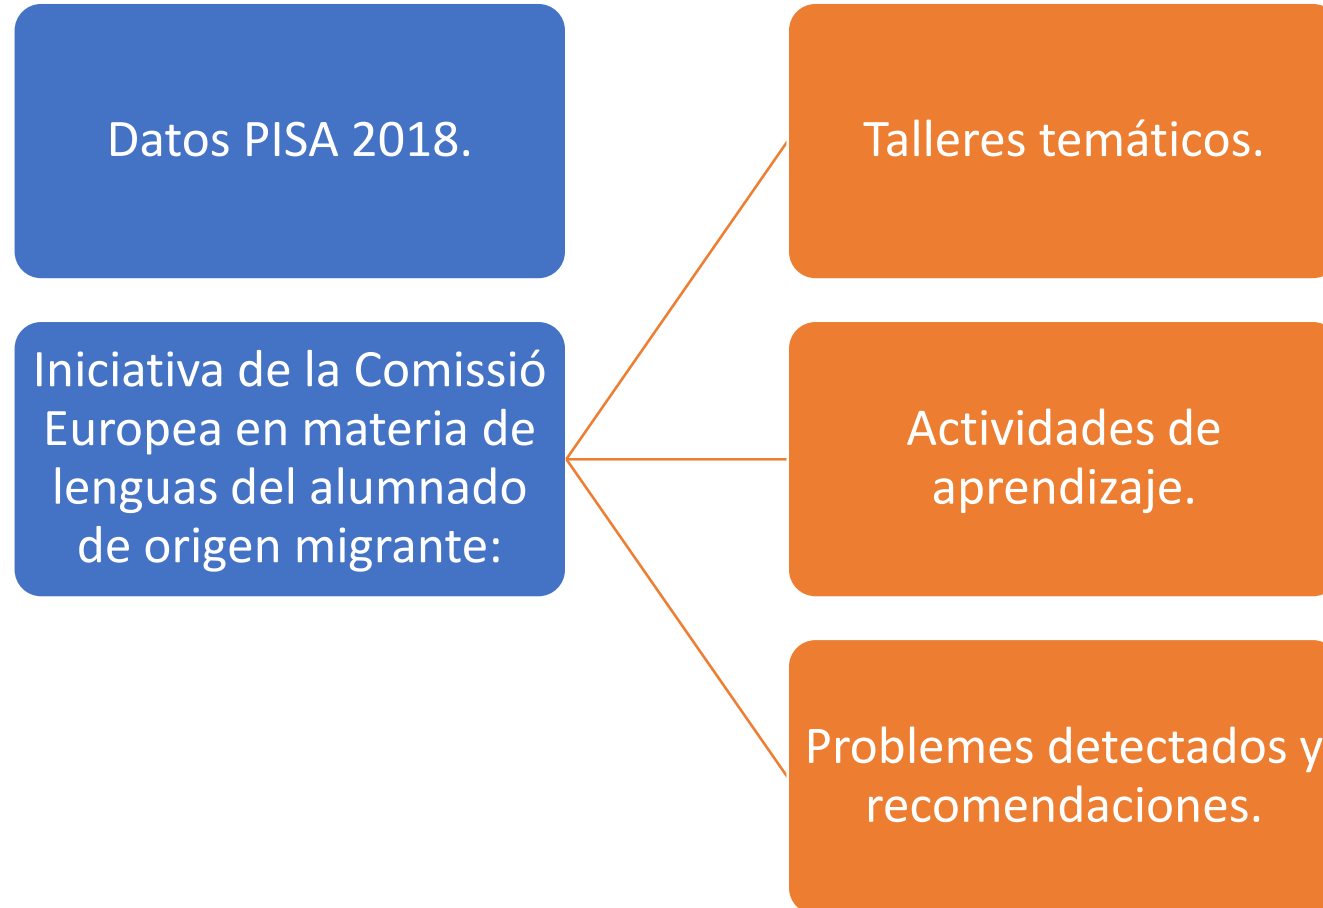 Datos PISA 2018.
Iniciativa de la Comissió
Europea en materia de
lenguas del alumnado
de origen migrante:
Talleres temáticos.
Actividades de
aprendizaje.
Problemes detectados y
recomendaciones.